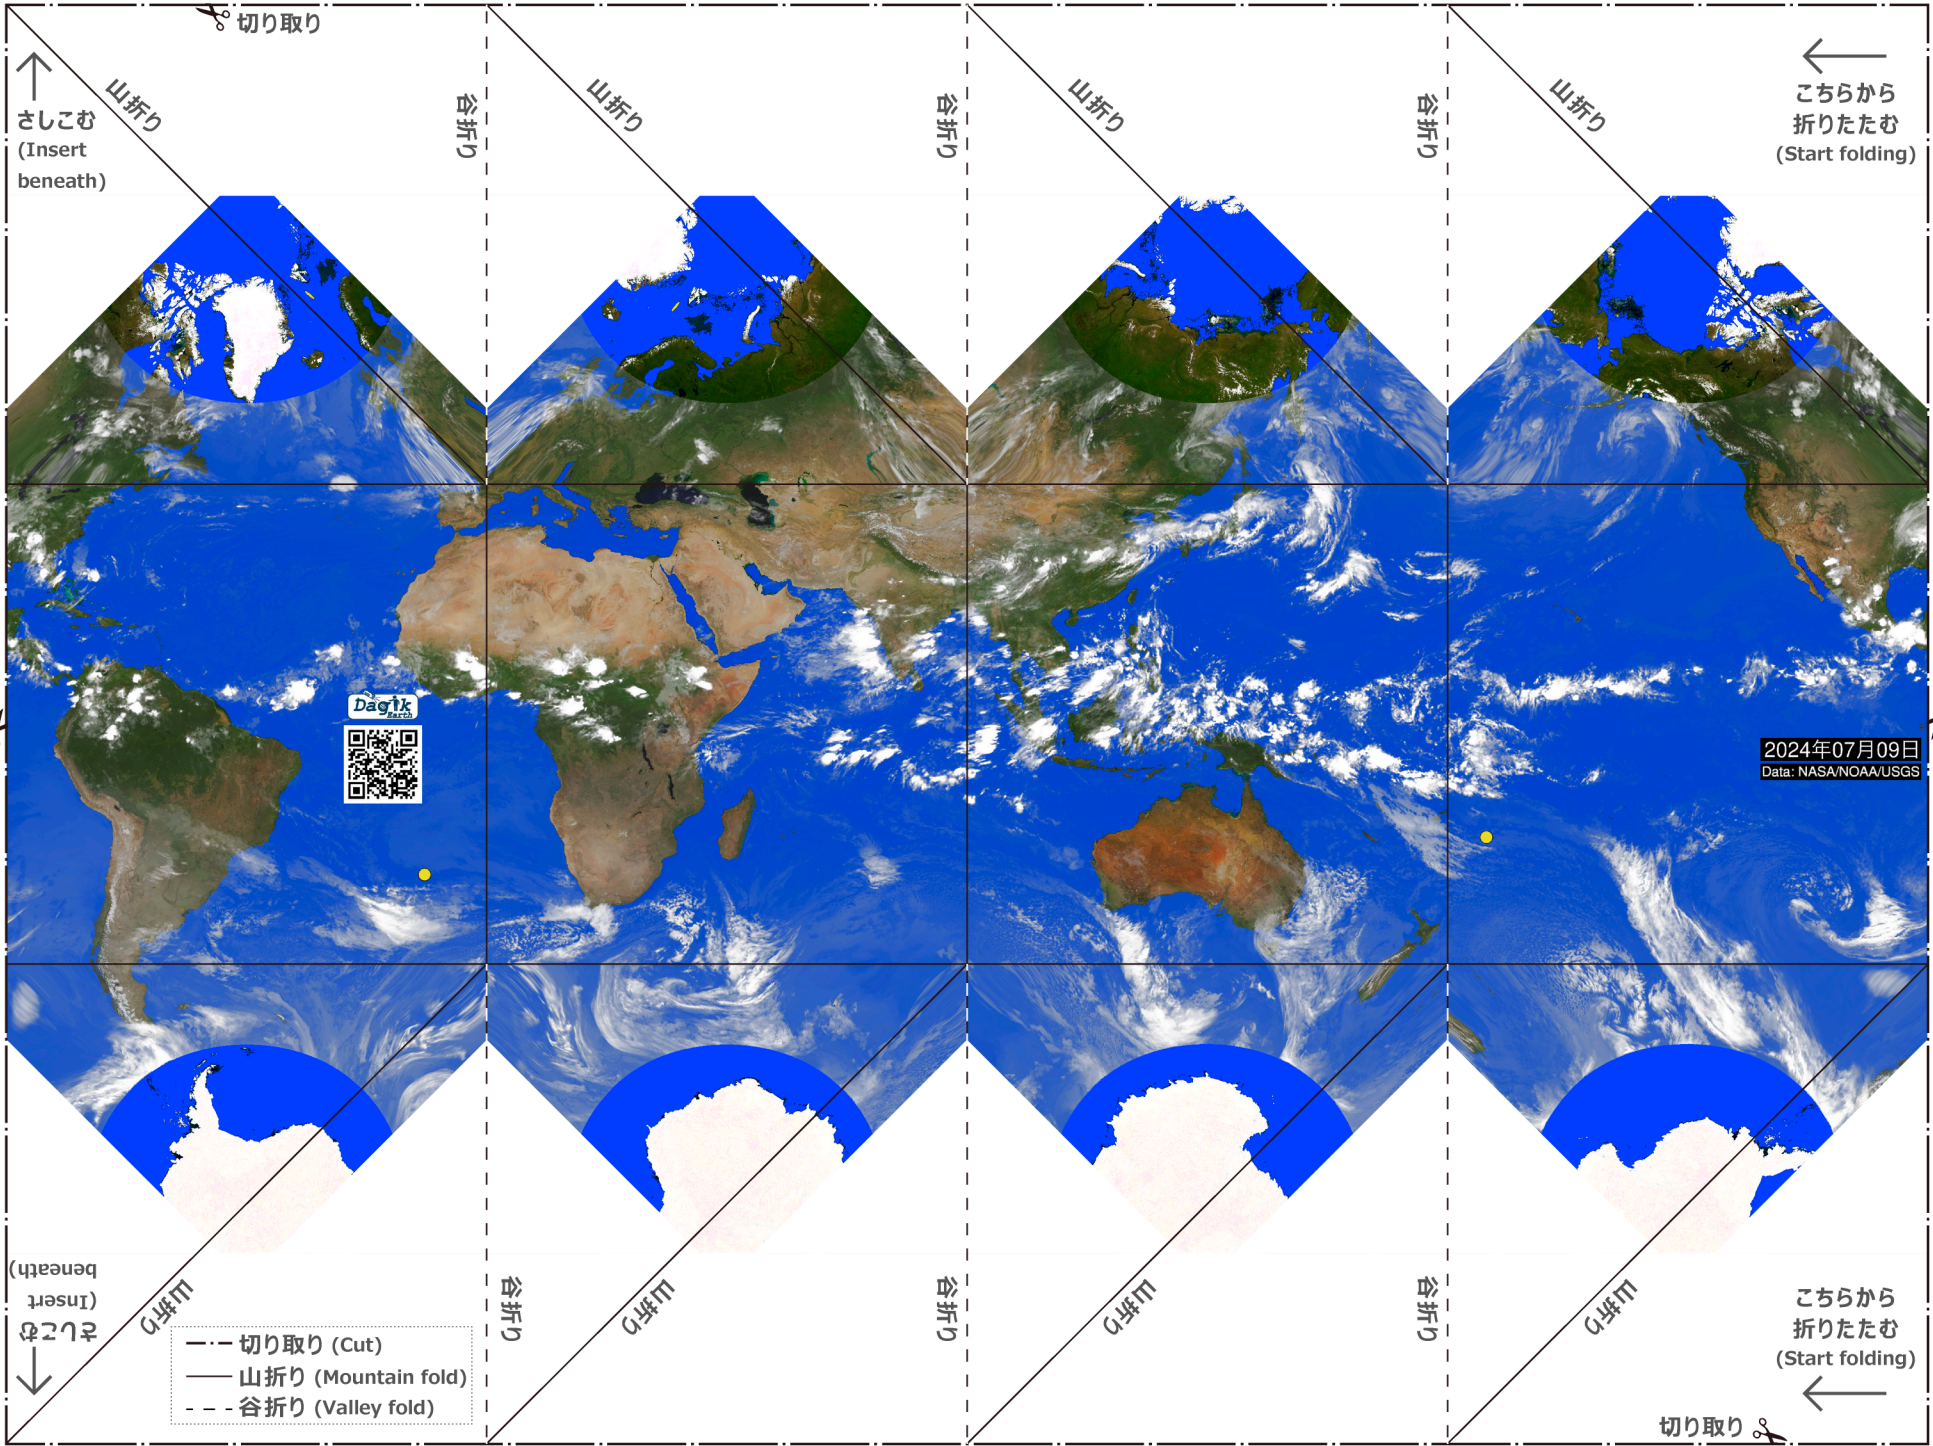 切り取り
山折り
谷折り
山折り
谷折り
山折り
谷折り
山折り
さしこむ
(Insert
beneath)
こちらから
折りたたむ
(Start folding)
Dagik
Earth
2024年07月09日
Data: NASA/NOAA/USGS
さしこむ
(Insert
beneath)
山折り
谷折り
山折り
谷折り
山折り
谷折り
山折り
こちらから
折りたたむ
(Start folding)
切り取り (Cut)
山折り (Mountain fold)
谷折り (Valley fold)
切り取り